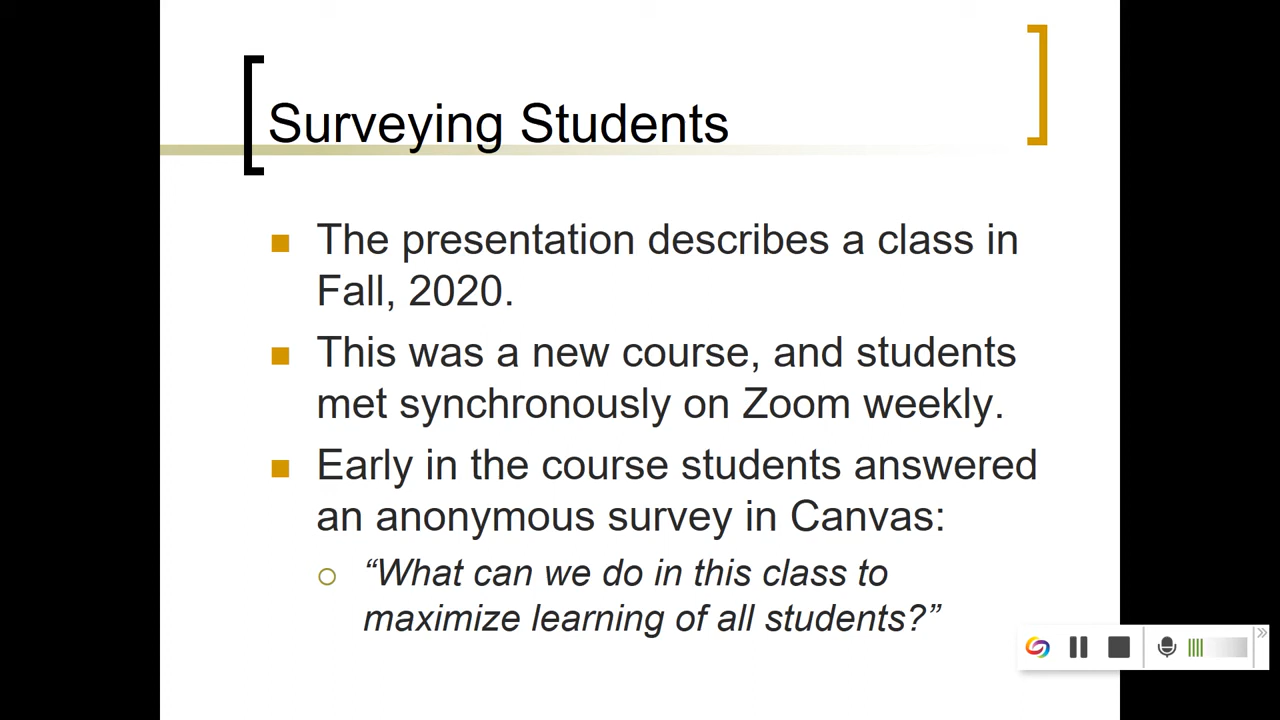 Surveying Students
The presentation describes a class in
Fall, 2020.
This was a new course, and students
met synchronously on Zoom weekly.
Early in the course students answered
an anonymous survey in Canvas:
“What can we do in this class to
maximize learning of all students?”